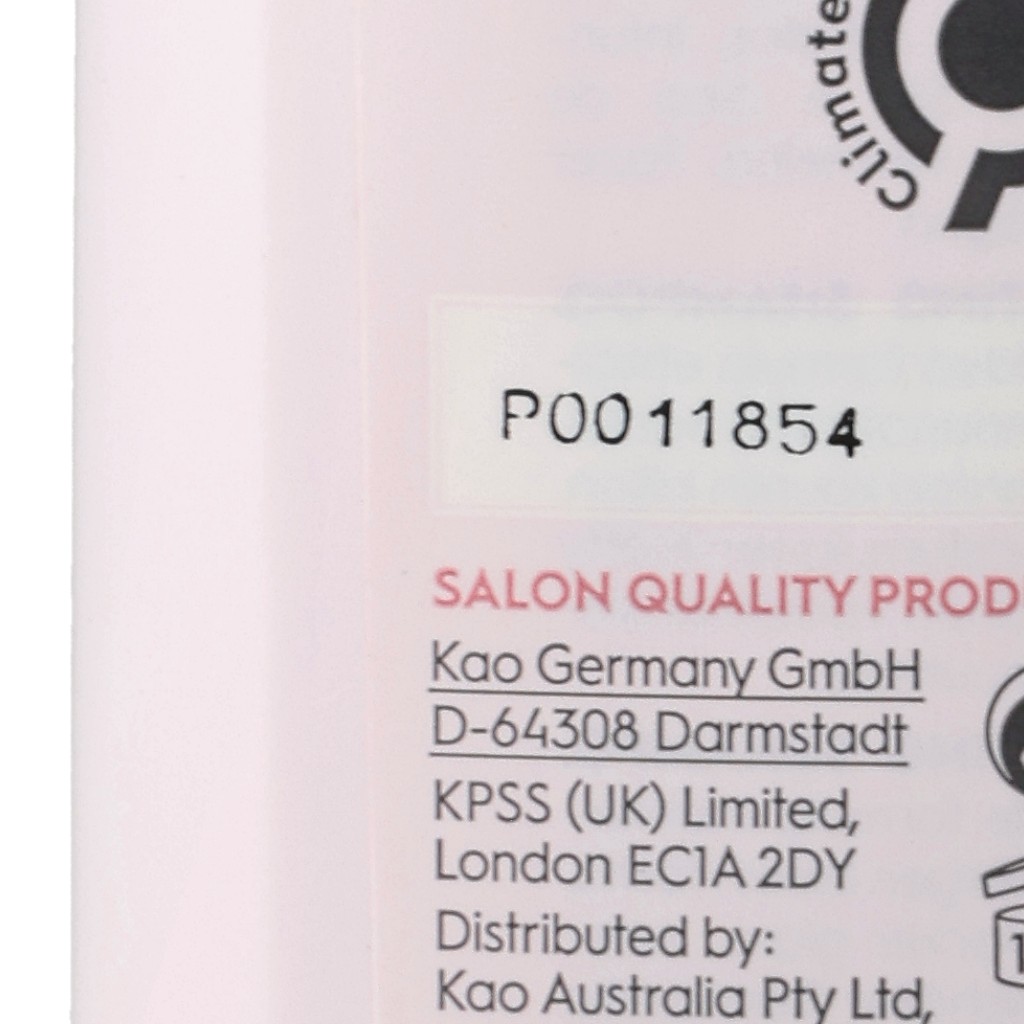 Climate
P0011854
SALON QUALITY PROD
Kao Germany GmbH
D-64308 Darmstadt
KPSS (UK) Limited,
London EC1A 2DY
Distributed by:
Kao Australia Pty Ltd,